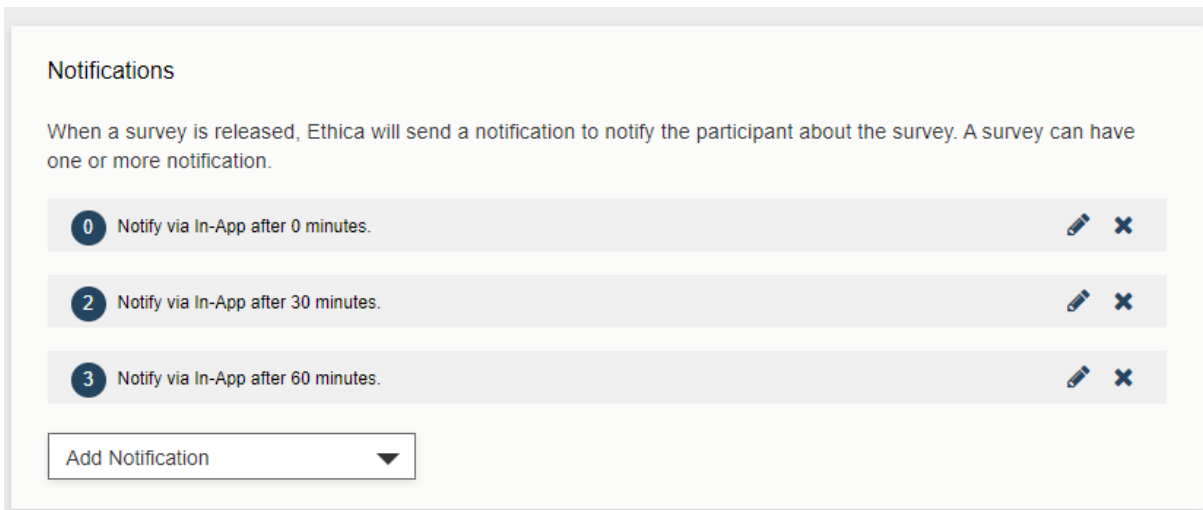 Notifications
When a survey is released, Ethica will send a notification to notify the participant about the survey. A survey can have
one or more notification.
0 Notify via In-App after 0 minutes.
2 Notify via In-App after 30 minutes.
3 Notify via In-App after 60 minutes.
Add Notification